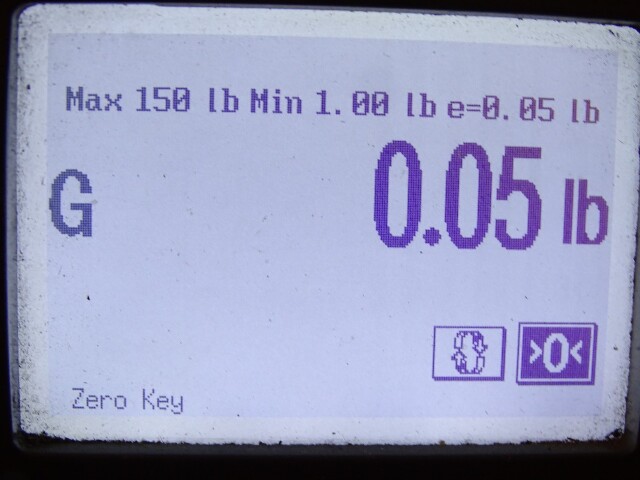 Max 150 lb Min 1.00 lb e=0.05 lb
G 0.05 lb
>0<
Zero Key